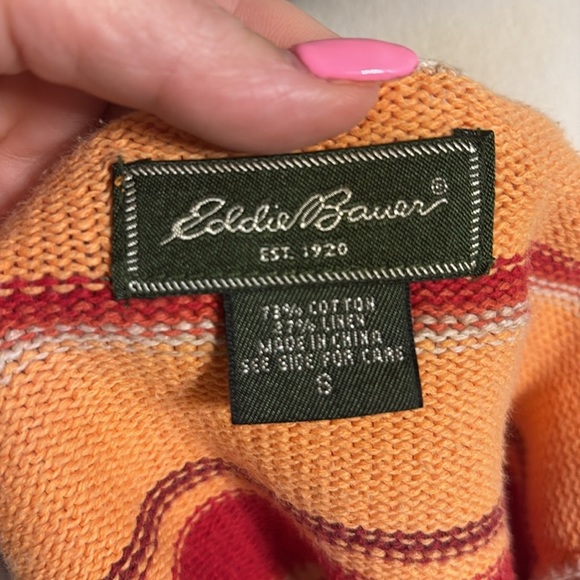 Eddie Bauer®
EST. 1920
73% COTTON
27% LINEN
MADE IN CHINA
SEE SIDE FOR CARE
S